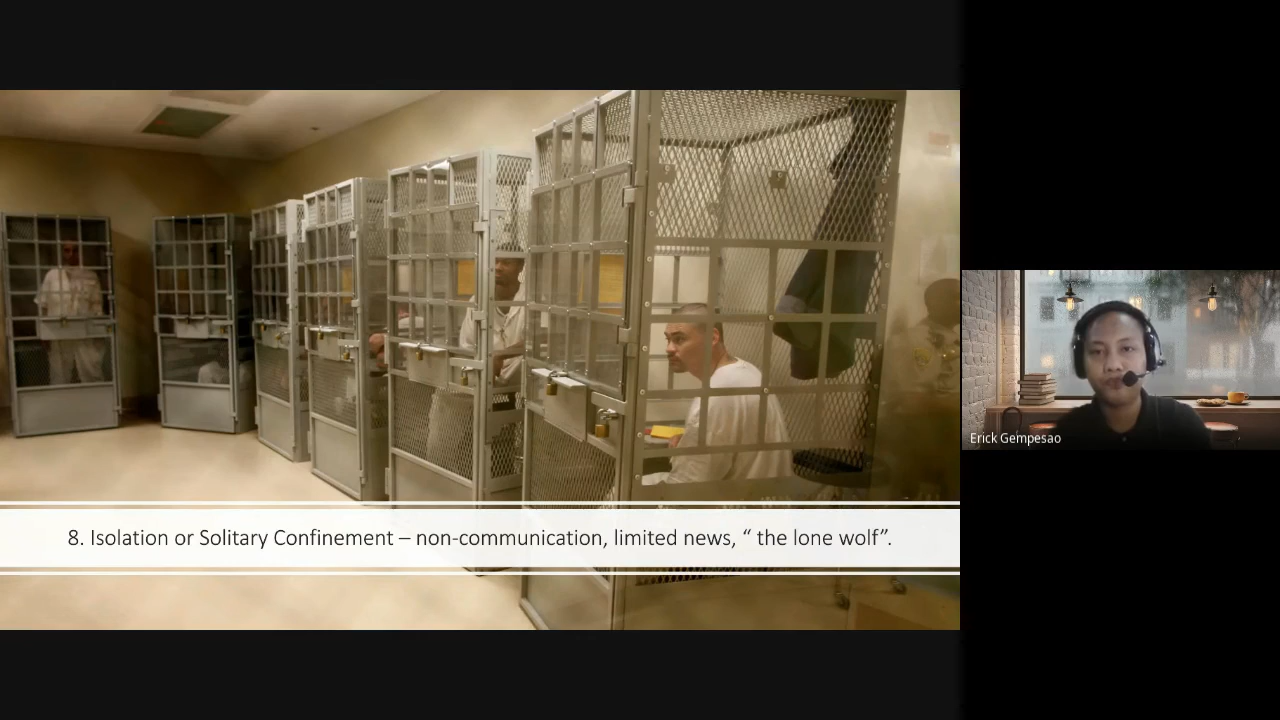 8. Isolation or Solitary Confinement – non-communication, limited news, “ the lone wolf”.
Erick Gempesao